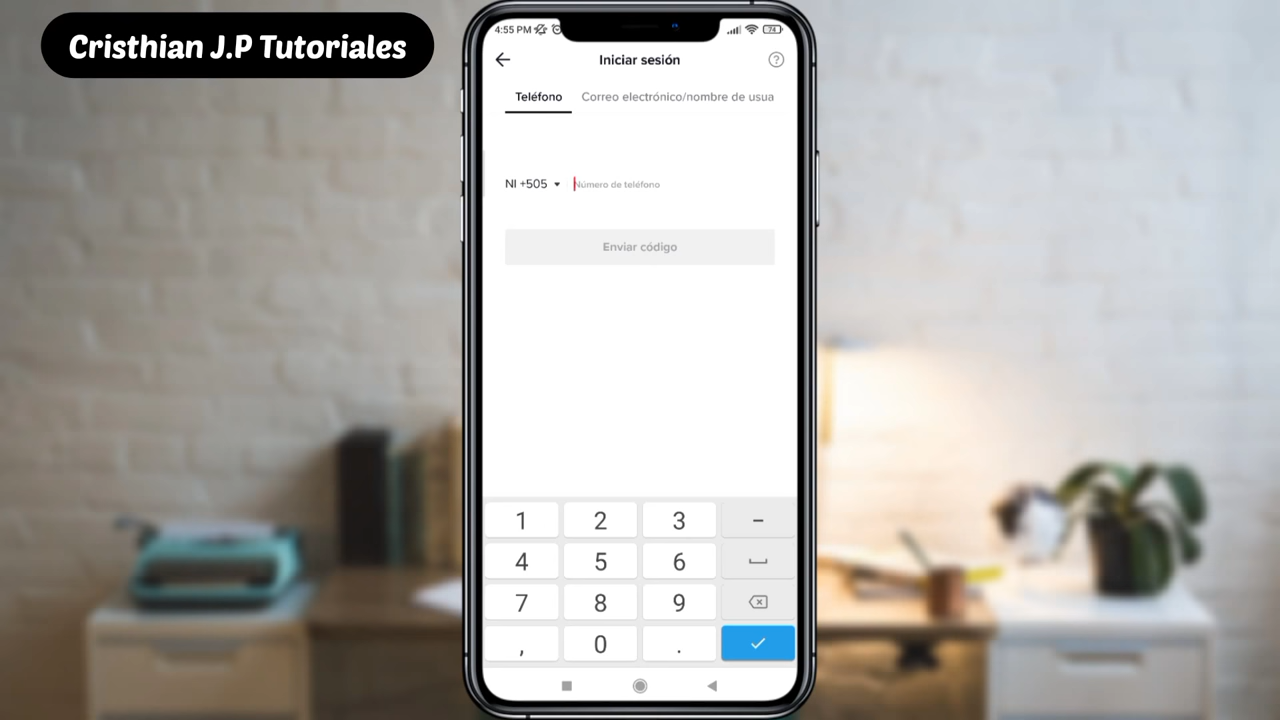 Cristhian J.P Tutoriales
4:55 PM
74
Iniciar sesión
Teléfono
Correo electrónico/nombre de usua
NI +505
Número de teléfono
Enviar código
1 2 3 -
4 5 6
7 8 9
, 0 .